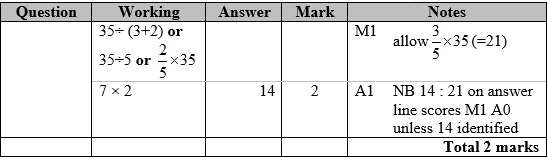 Question Working Answer Mark Notes
35÷ (3+2) or
35÷5 or 2/5 ×35
M1 allow 3/5 ×35 (=21)
7 × 2 14 2 A1 NB 14 : 21 on answer
line scores M1 A0
unless 14 identified
Total 2 marks